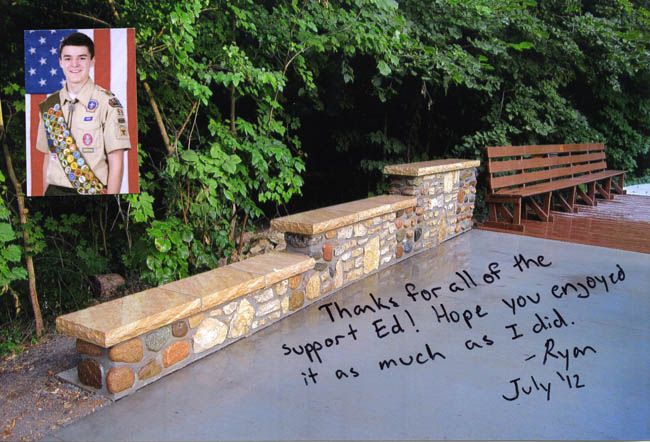 Thanks for all of the
support Ed! Hope you enjoyed
it as much as I did.
- Ryan
July '12